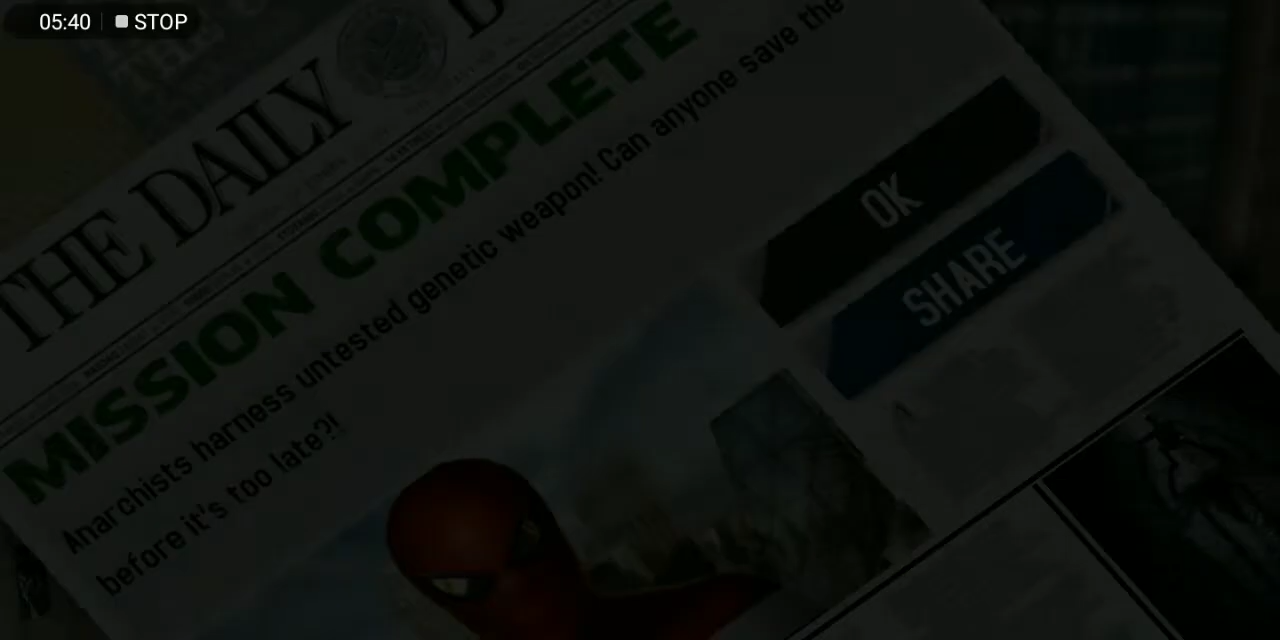 05:40 STOP
THE DAILY
MISSION COMPLETE
Anarchists harness untested genetic weapon! Can anyone save the
before it's too late?!
OK
SHARE